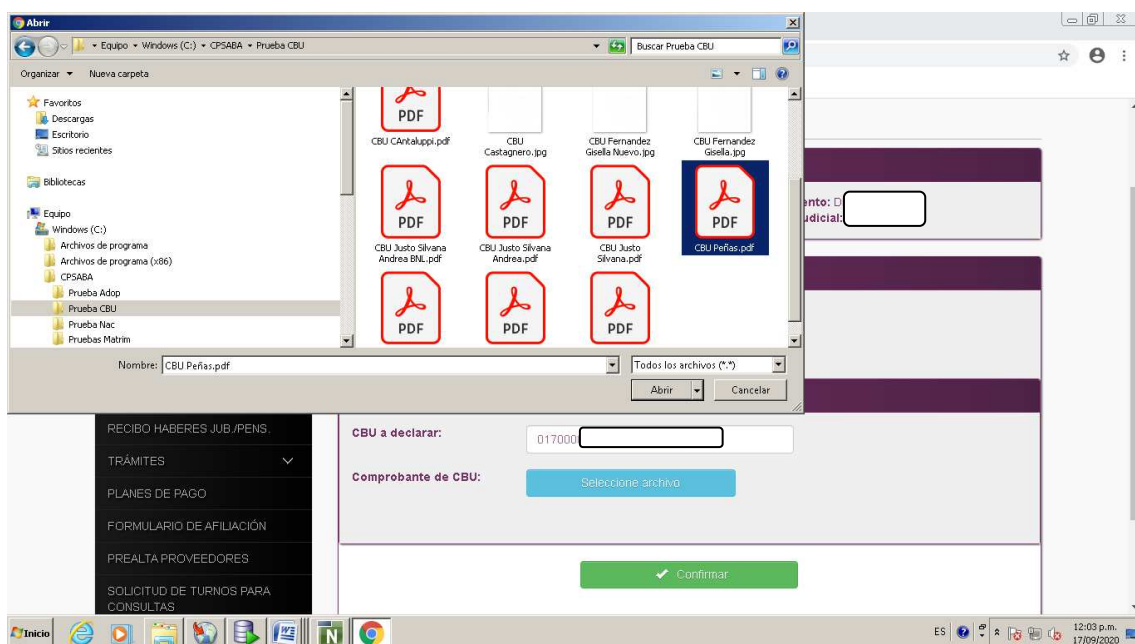 Abrir
Equipo Windows (C:) CPSABA Prueba CBU
Buscar Prueba CBU
Organizar
Nueva carpeta
Favoritos
Descargas
Escritorio
Sitios recientes
Bibliotecas
Equipo
Windows (C:)
Archivos de programa
Archivos de programa (x86)
CPSABA
Prueba Adop
Prueba CBU
Prueba Nac
Pruebas Matrim
PDF
CBU CAntaluppi.pdf
CBU
Castagnero.jpg
CBU Fernandez
Gisella Nuevo.jpg
CBU Fernandez
Gisella.jpg
PDF
PDF
PDF
PDF
CBU Justo Silvana
Andrea BNL.pdf
CBU Justo Silvana
Andrea.pdf
CBU Justo
Silvana.pdf
CBU Peñas.pdf
PDF
PDF
PDF
Nombre: CBU Peñas.pdf
Todos los archivos (*.*)
Abrir
Cancelar
ento: D
udicial:
RECIBO HABERES JUB./PENS.
TRÁMITES
PLANES DE PAGO
FORMULARIO DE AFILIACIÓN
PREALTA PROVEEDORES
SOLICITUD DE TURNOS PARA
CONSULTAS
CBU a declarar:
017000
Comprobante de CBU:
Seleccione archivo
Confirmar
Inicio
ES
12:03 p.m.
17/09/2020